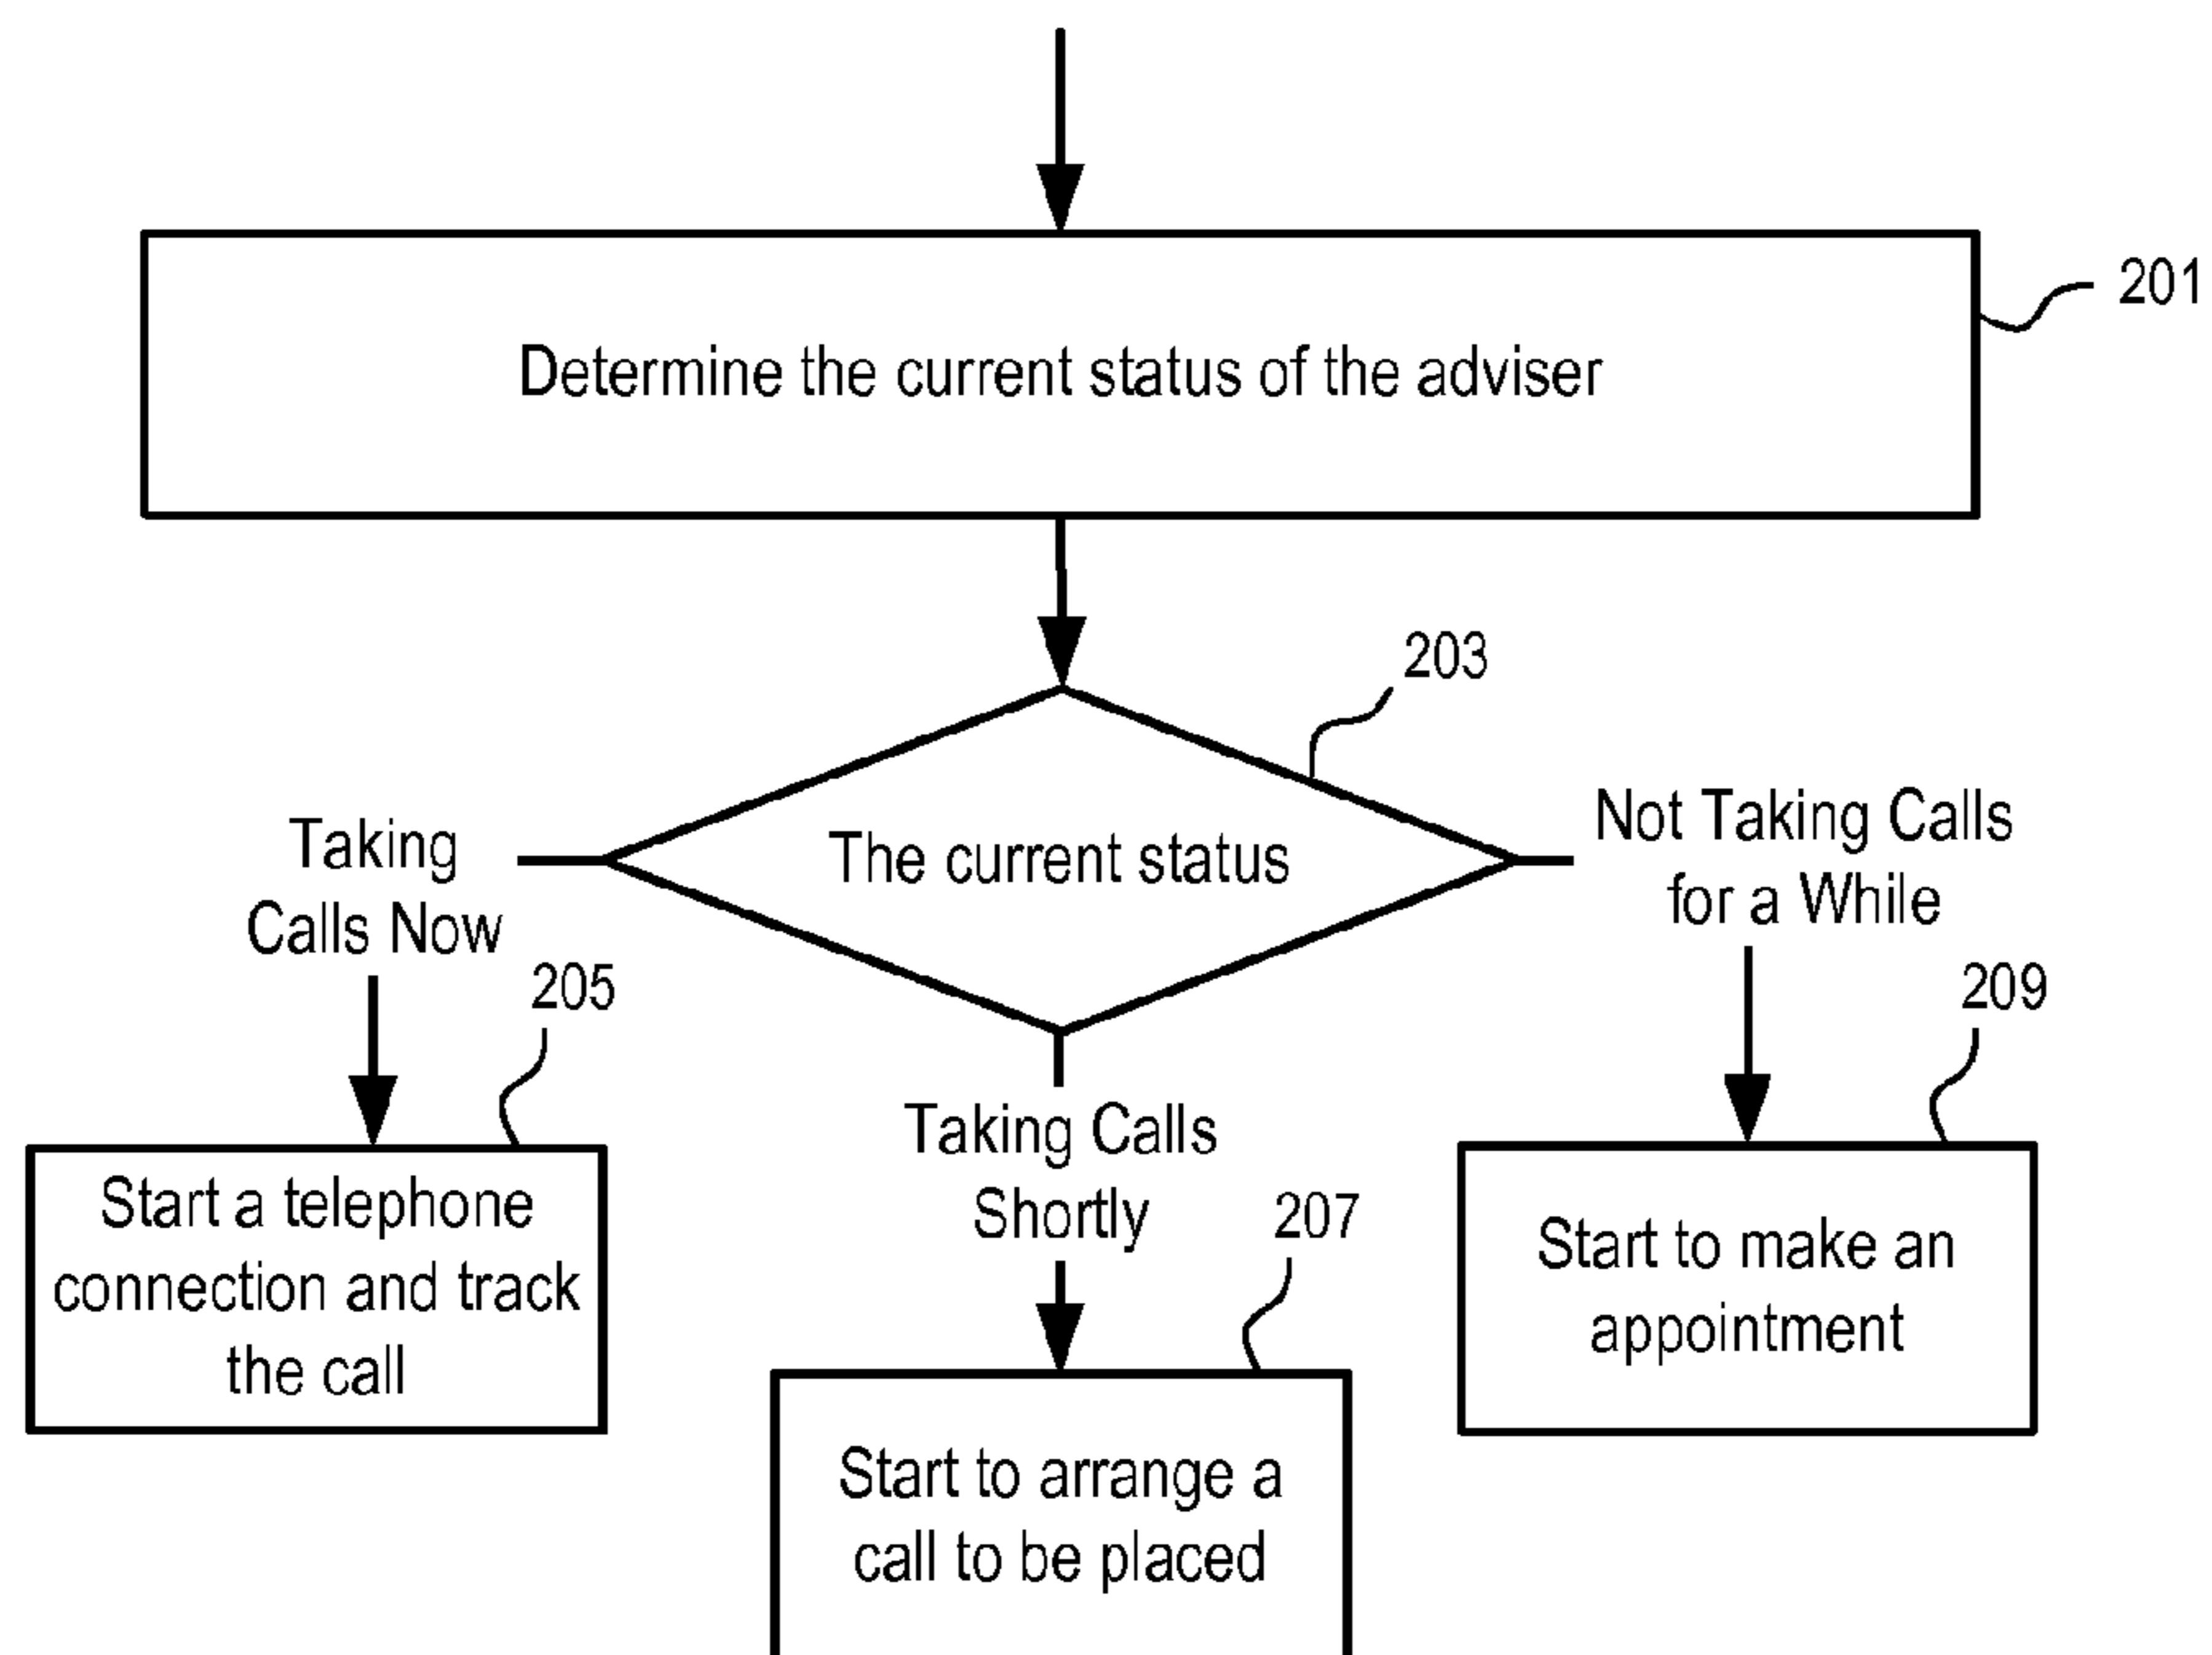 201
Determine the current status of the adviser
203
The current status
Taking
Calls Now
Not Taking Calls
for a While
205
209
Taking Calls
Shortly
207
Start a telephone
connection and track
the call
Start to make an
appointment
Start to arrange a
call to be placed